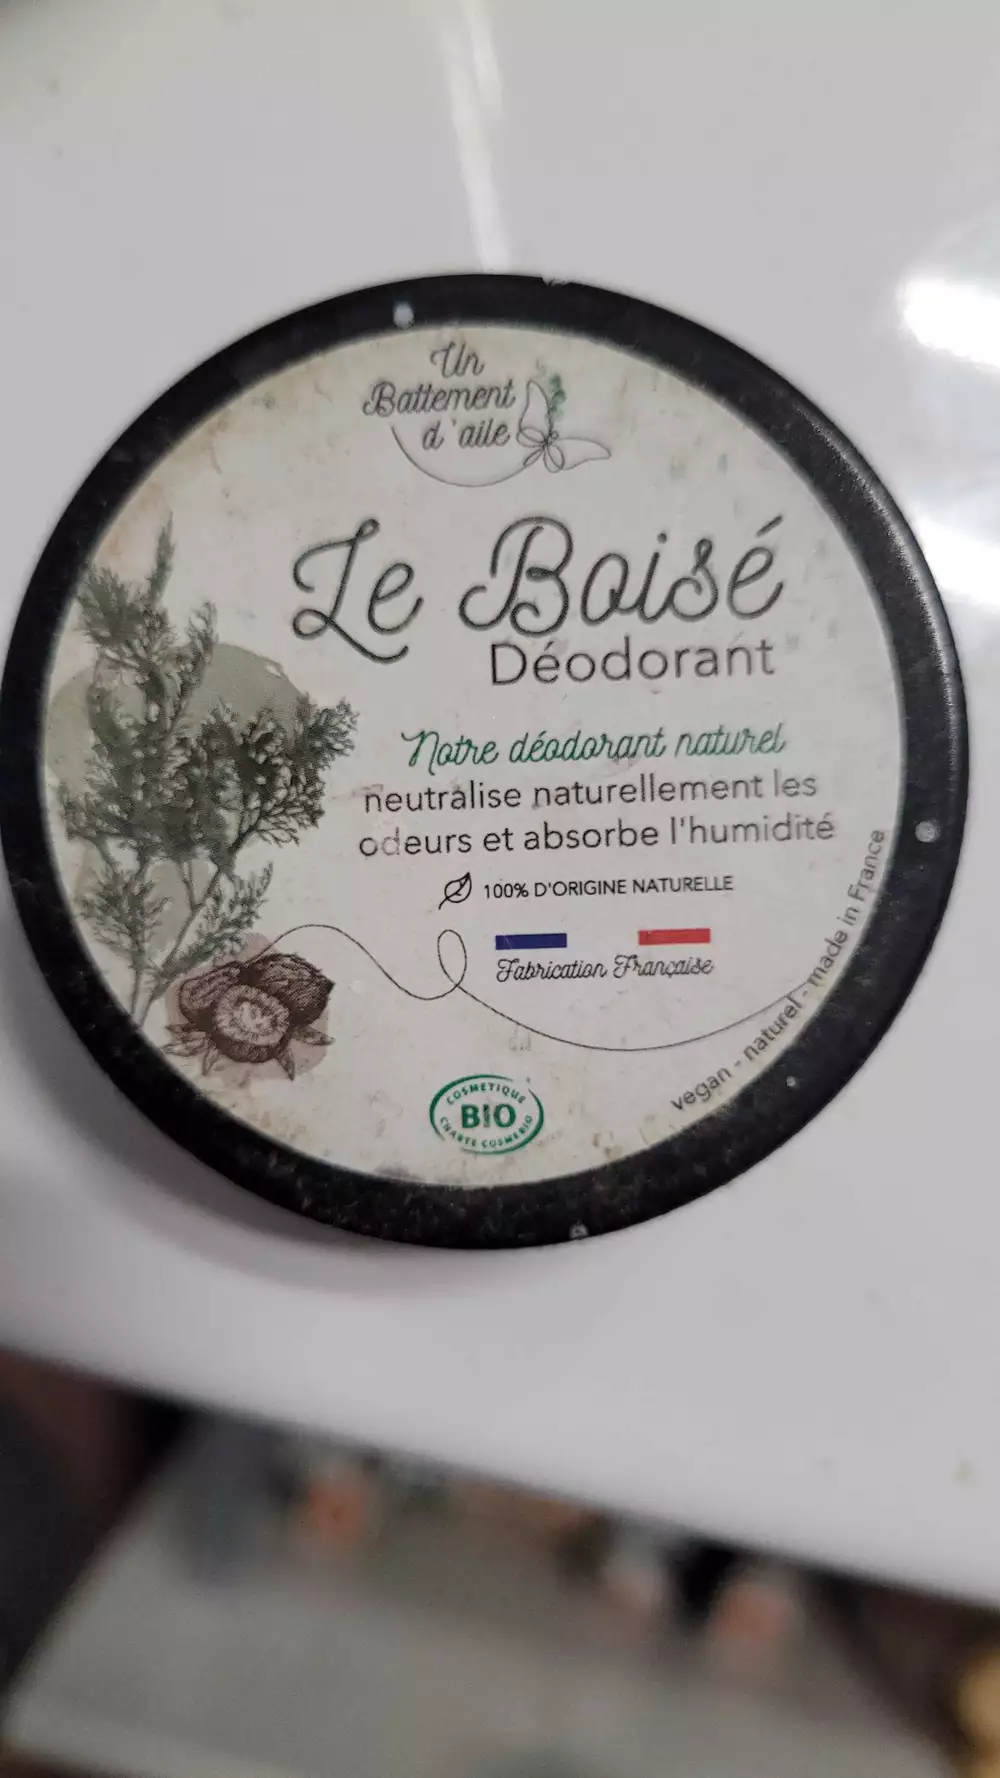 Un
Battement
d'aile
Le Boisé
Déodorant
Notre déodorant naturel
neutralise naturellement les
odeurs et absorbe l'humidité
100% D'ORIGINE NATURELLE
Fabrication Française
vegan - naturel - made in France
COSMETIQUE
BIO
CHARTE COSMEBIO